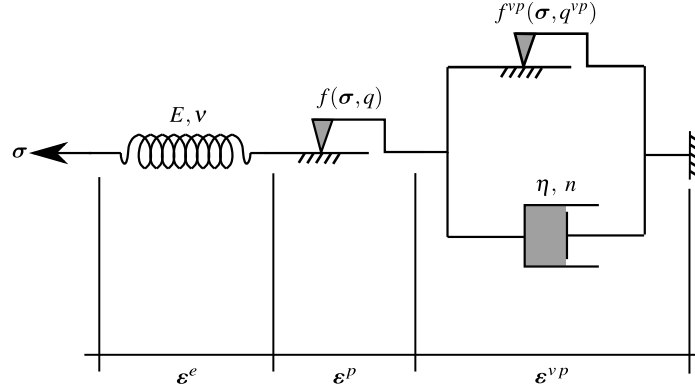 f^{vp}(σ, q^{vp})
f(σ, q)
E, ν
σ
η, n
ε^e
ε^p
ε^{vp}